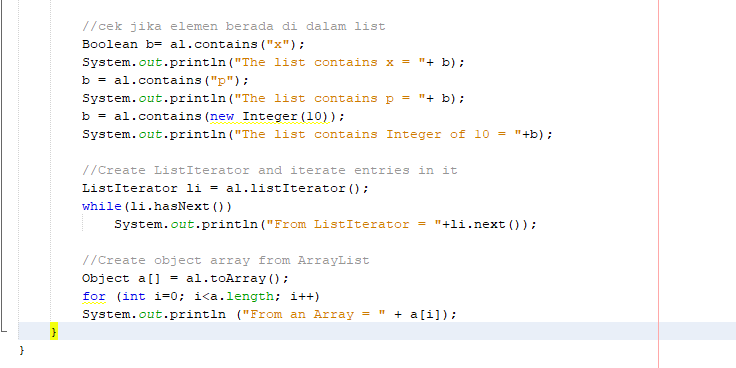 //cek jika elemen berada di dalam list
Boolean b= al.contains("x");
System.out.println("The list contains x = "+ b);
b = al.contains("p");
System.out.println("The list contains p = "+ b);
b = al.contains(new Integer(10));
System.out.println("The list contains Integer of 10 = "+b);
//Create ListIterator and iterate entries in it
ListIterator li = al.listIterator();
while(li.hasNext())
System.out.println("From ListIterator = "+li.next());
//Create object array from ArrayList
Object a[] = al.toArray();
for (int i=0; i<a.length; i++)
System.out.println ("From an Array = " + a[i]);
}
}